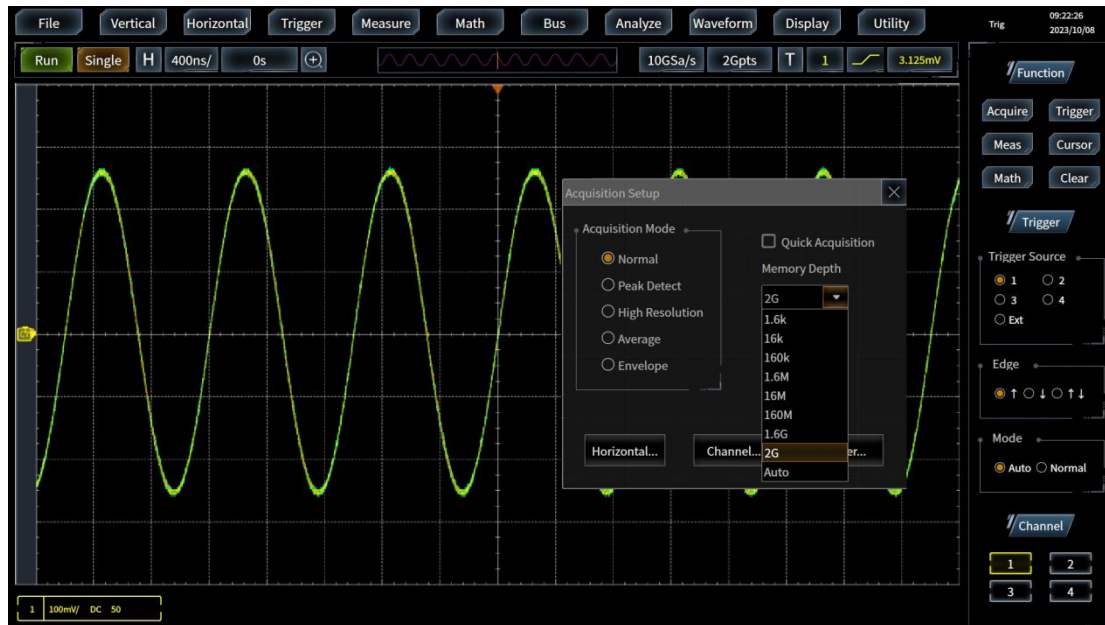 File Vertical Horizontal Trigger Measure Math Bus Analyze Waveform Display Utility
Trig 09:22:26
2023/10/08
Run Single H 400ns/ 0s 10GSa/s 2Gpts T 1 3.125mV
Function
Acquire Trigger
Meas Cursor
Math Clear
Trigger
Trigger Source
1 2
3 4
Ext
Edge
↑ ↓ ↑↓
Mode
Auto Normal
Channel
1 2
3 4
Acquisition Setup
Acquisition Mode
Normal
Peak Detect
High Resolution
Average
Envelope
Quick Acquisition
Memory Depth
2G
1.6k
16k
160k
1.6M
16M
160M
1.6G
2G
Auto
Horizontal... Channel... er...
1 100mV/ DC 50